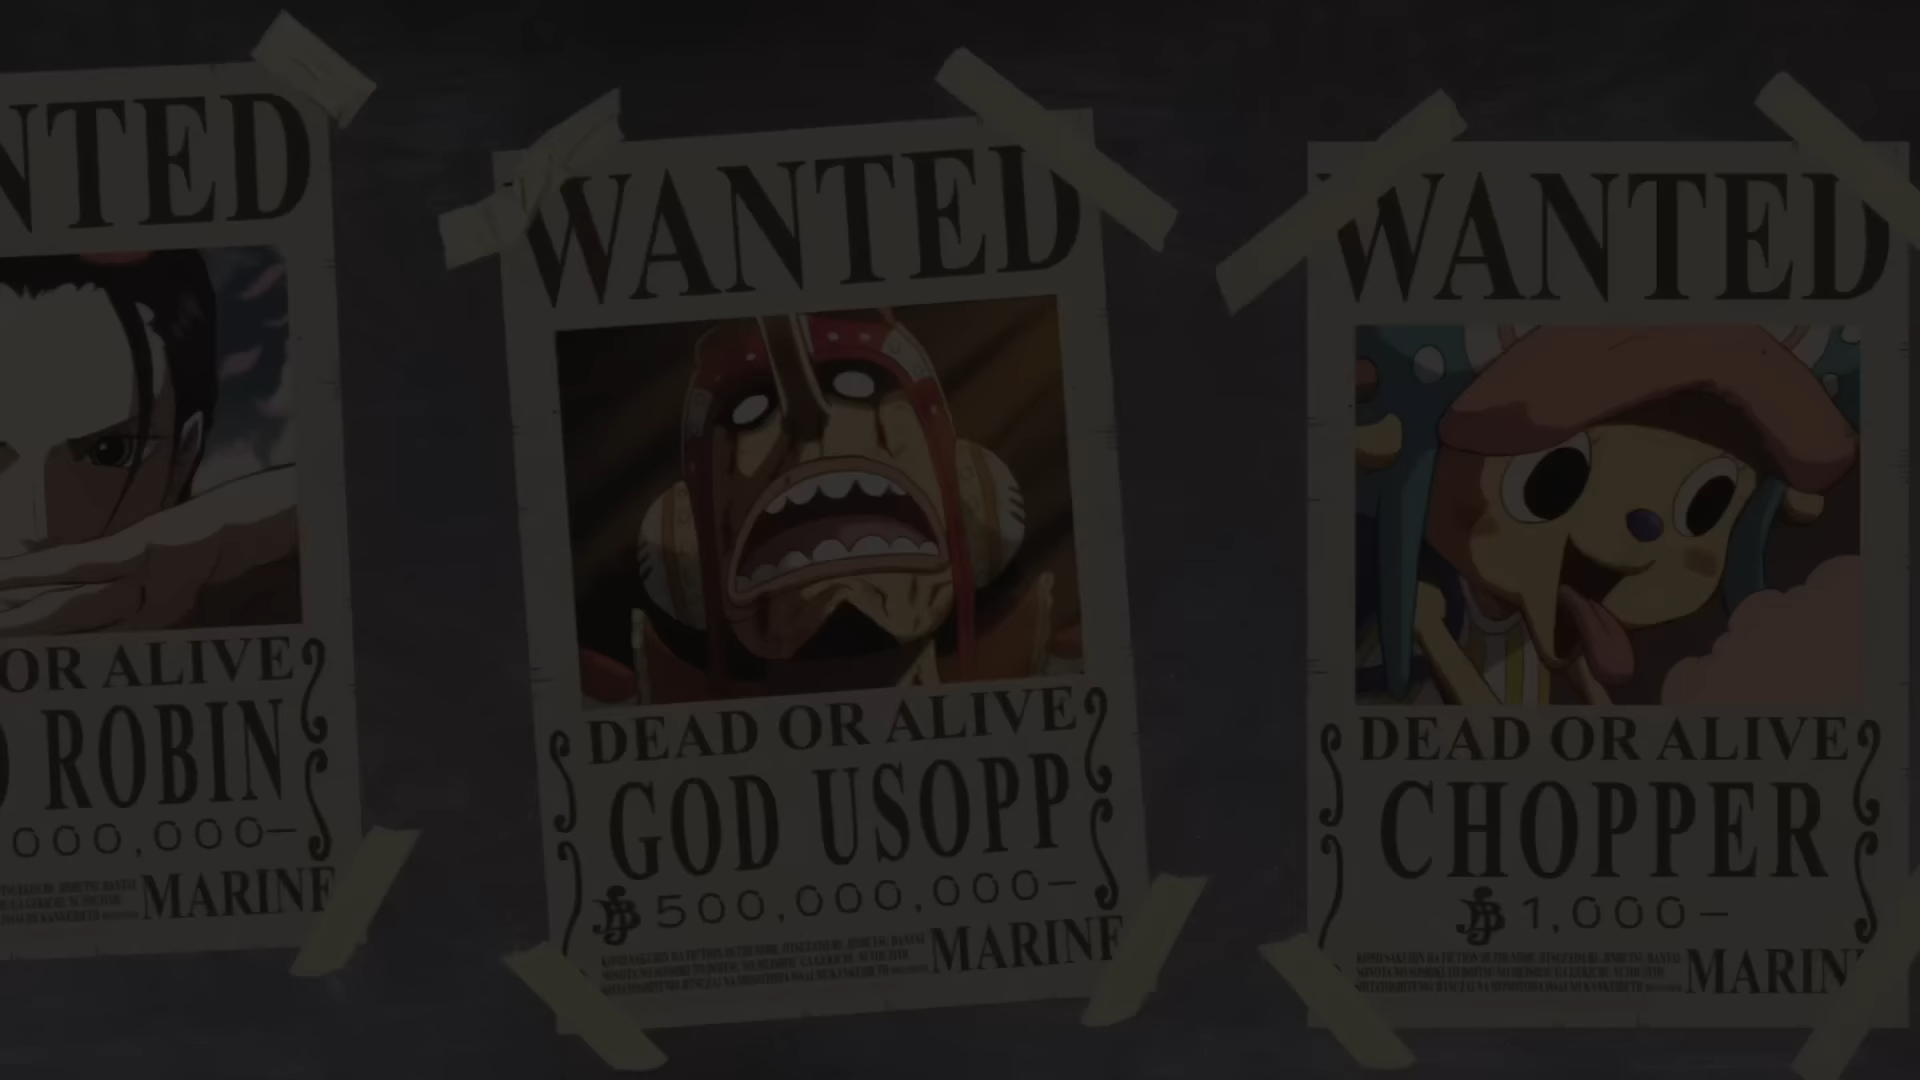 NTED
OR ALIVE
ROBIN
000,000-
MARINE
WANTED
DEAD OR ALIVE
GOD USOPP
500,000,000-
MARINE
WANTED
DEAD OR ALIVE
CHOPPER
1,000-
MARIN